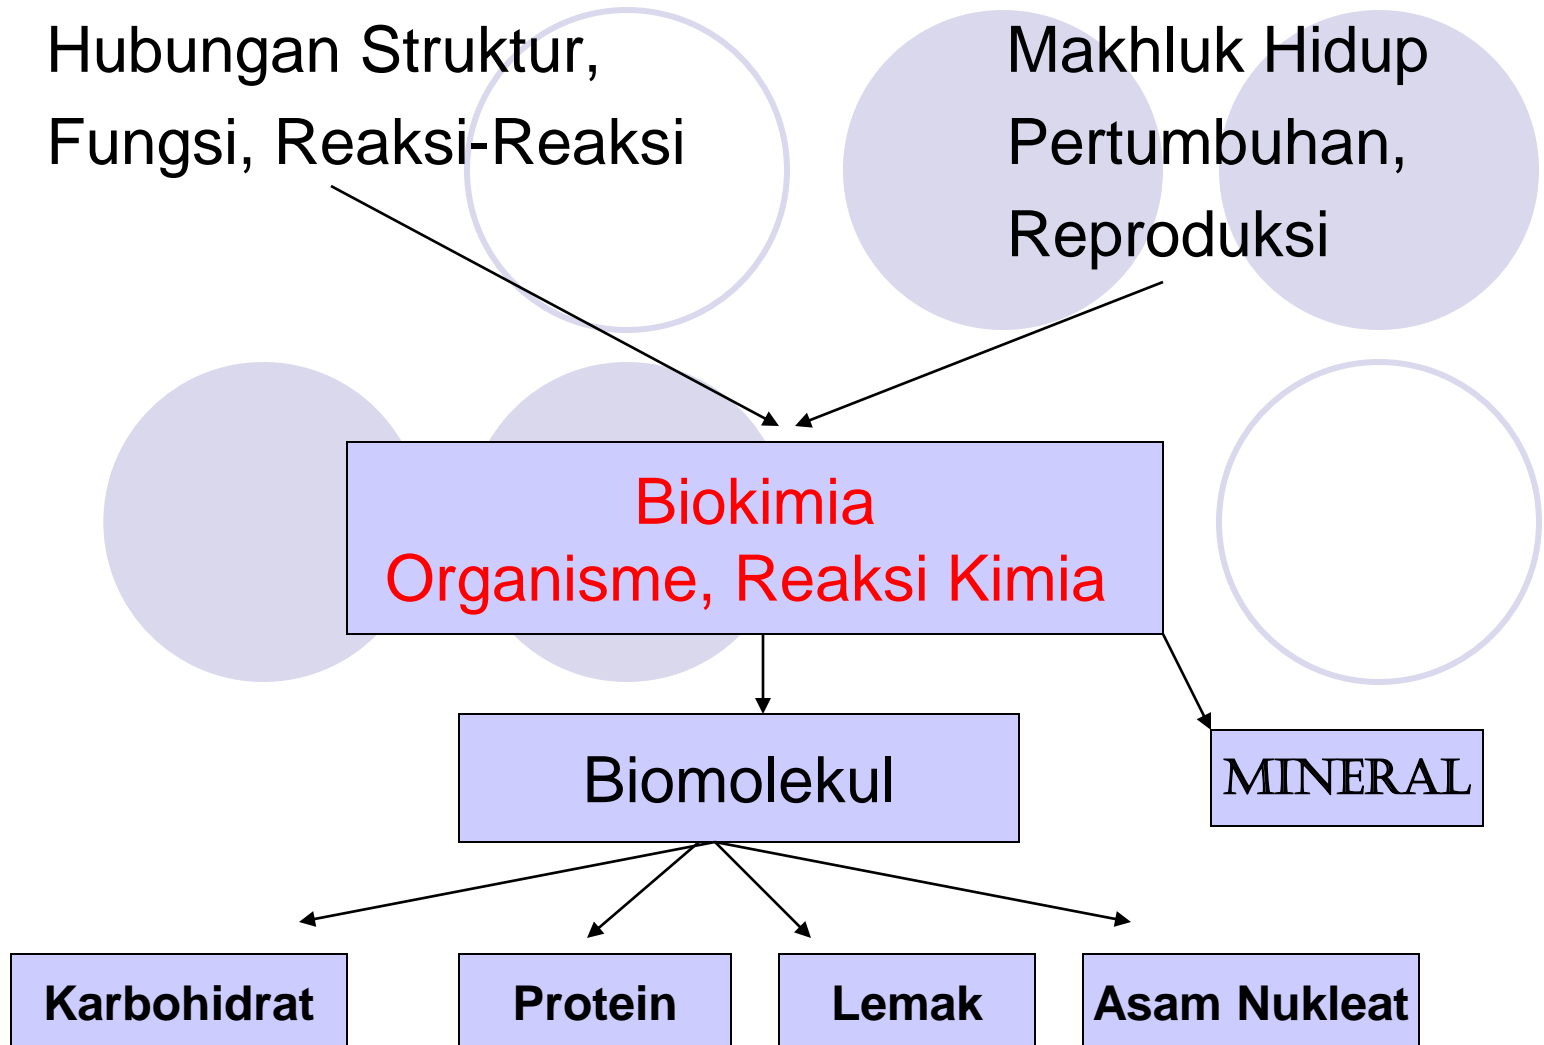 Hubungan Struktur,
Fungsi, Reaksi-Reaksi
Makhluk Hidup
Pertumbuhan,
Reproduksi
Biokimia
Organisme, Reaksi Kimia
Biomolekul
MINERAL
Karbohidrat
Protein
Lemak
Asam Nukleat